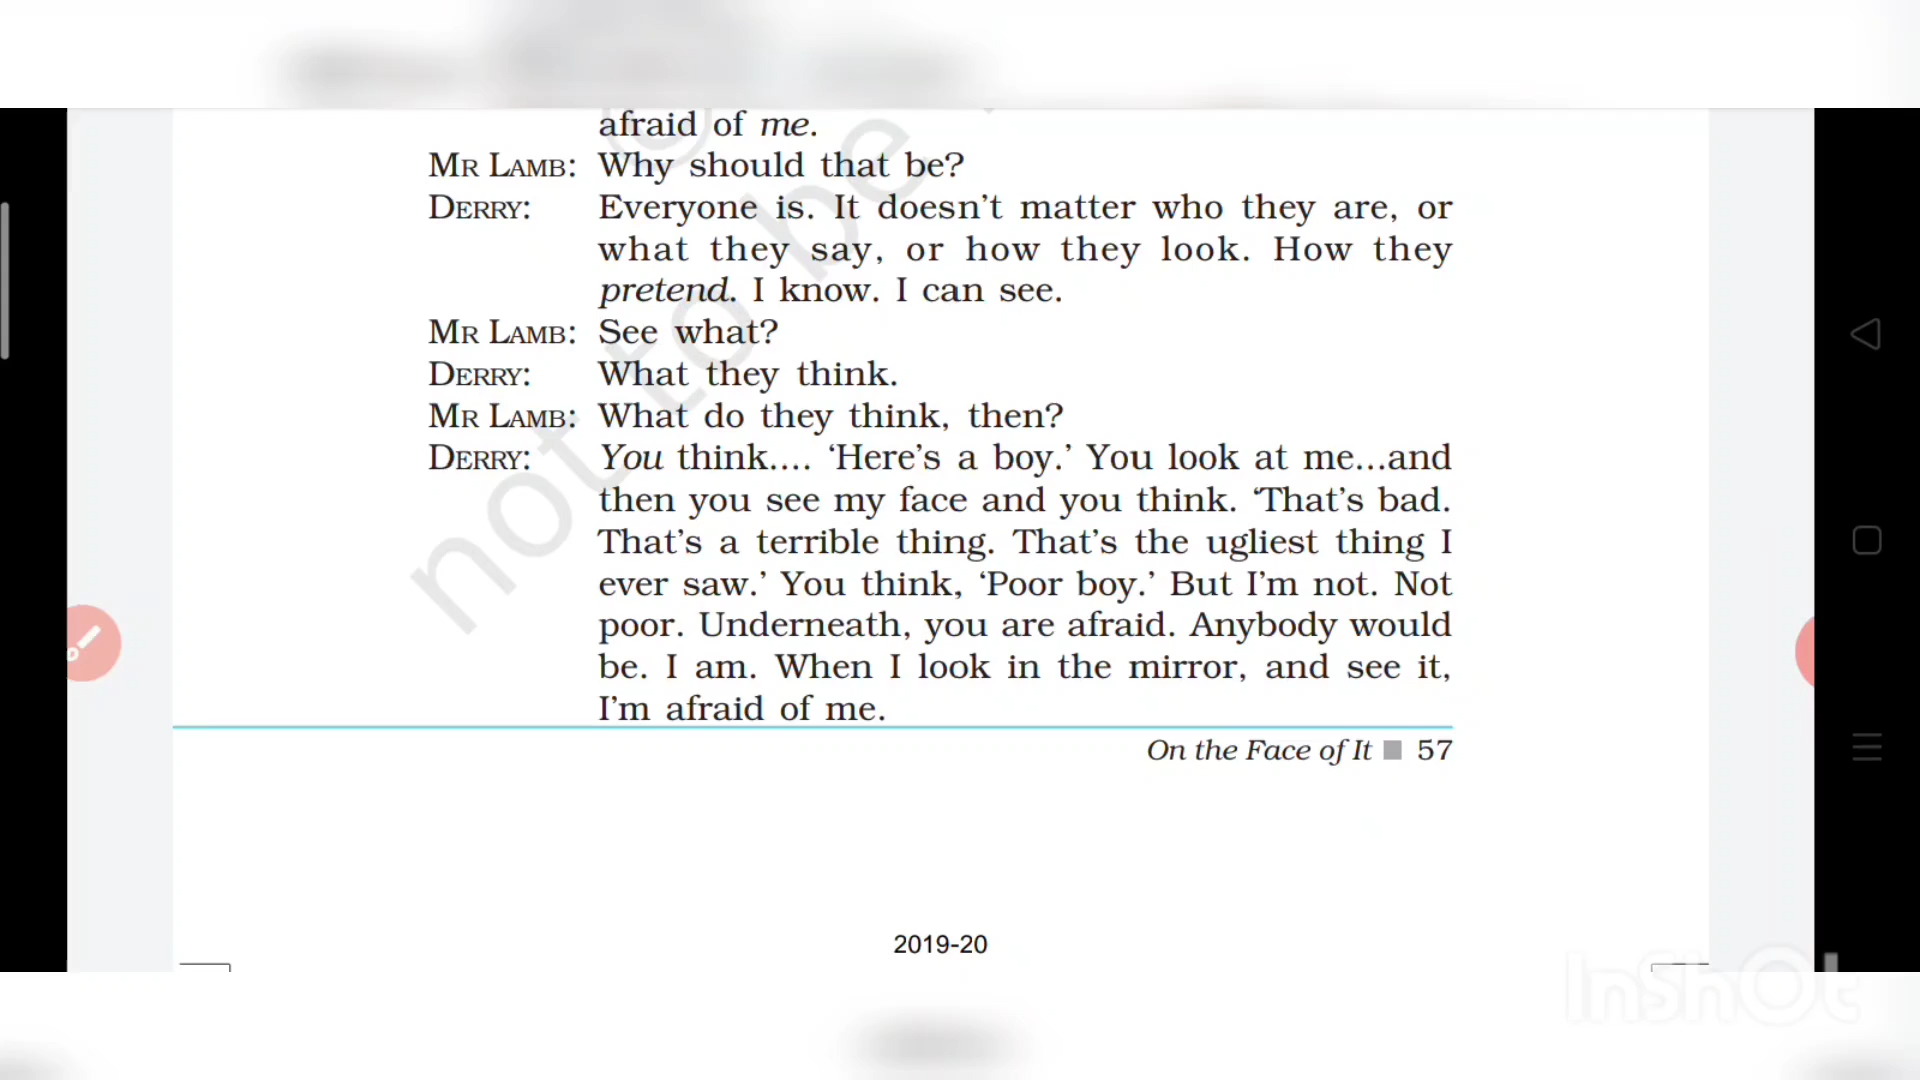 afraid of me.
MR LAMB: Why should that be?
DERRY: Everyone is. It doesn't matter who they are, or
what they say, or how they look. How they
pretend. I know. I can see.
MR LAMB: See what?
DERRY: What they think.
MR LAMB: What do they think, then?
DERRY: You think.... ‘Here’s a boy.’ You look at me...and
then you see my face and you think. ‘That’s bad.
That’s a terrible thing. That’s the ugliest thing I
ever saw.’ You think, ‘Poor boy.’ But I’m not. Not
poor. Underneath, you are afraid. Anybody would
be. I am. When I look in the mirror, and see it,
I’m afraid of me.
On the Face of It ■ 57
2019-20
not to be
©
InShOt